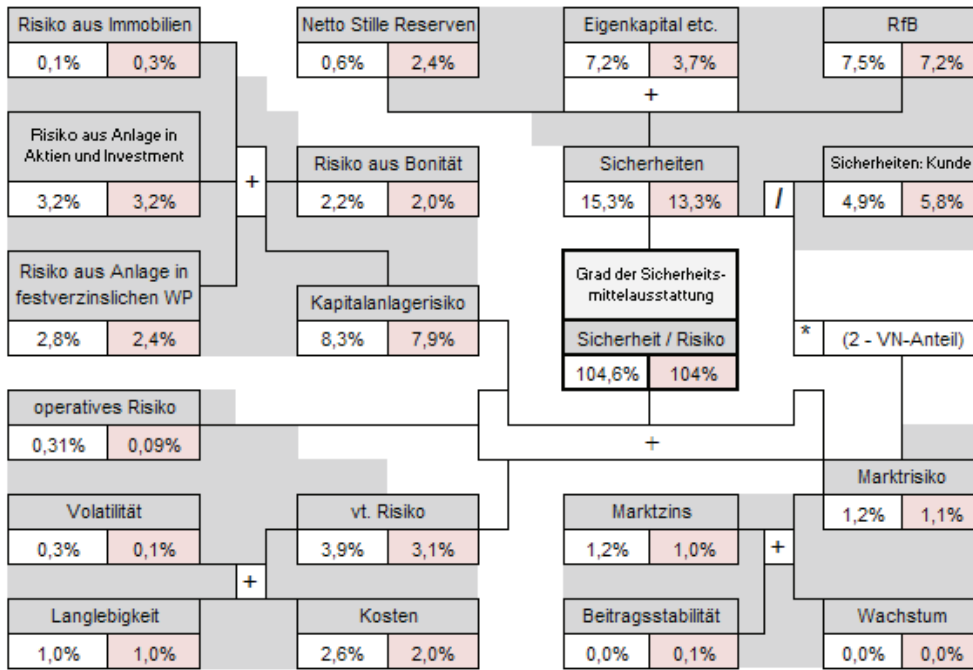 Risiko aus Immobilien
0,1% 0,3%
Netto Stille Reserven
0,6% 2,4%
Eigenkapital etc.
7,2% 3,7%
RfB
7,5% 7,2%
+
Risiko aus Anlage in
Aktien und Investment
3,2% 3,2%
+
Risiko aus Bonität
2,2% 2,0%
Sicherheiten
15,3% 13,3%
/
Sicherheiten: Kunde
4,9% 5,8%
Risiko aus Anlage in
festverzinslichen WP
2,8% 2,4%
Kapitalanlagerisiko
8,3% 7,9%
Grad der Sicherheits-
mittelausstattung
Sicherheit / Risiko
104,6% 104%
* (2 - VN-Anteil)
operatives Risiko
0,31% 0,09%
+
Marktrisiko
1,2% 1,1%
Volatilität
0,3% 0,1%
vt. Risiko
3,9% 3,1%
Marktzins
1,2% 1,0%
+
+
Langlebigkeit
1,0% 1,0%
Kosten
2,6% 2,0%
Beitragsstabilität
0,0% 0,1%
Wachstum
0,0% 0,0%